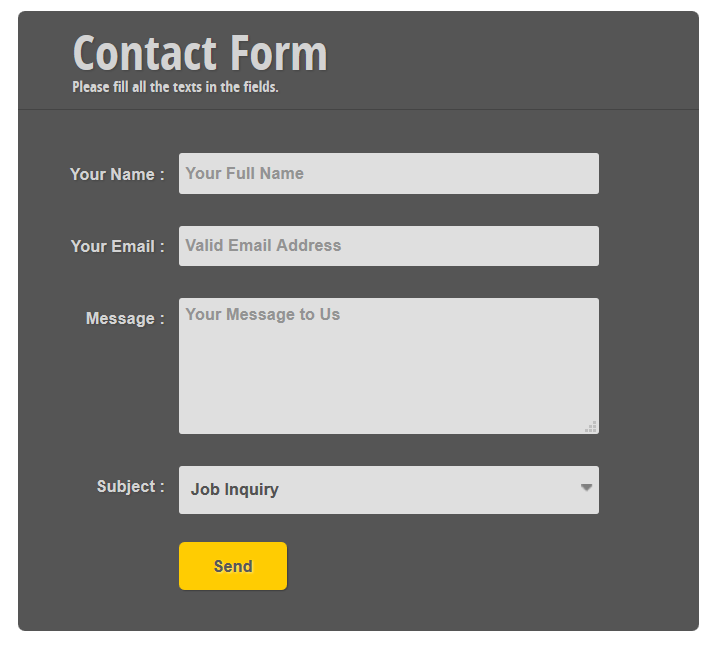 Contact Form
Please fill all the texts in the fields.
Your Name :
Your Full Name
Your Email :
Valid Email Address
Message :
Your Message to Us
Subject :
Job Inquiry
Send